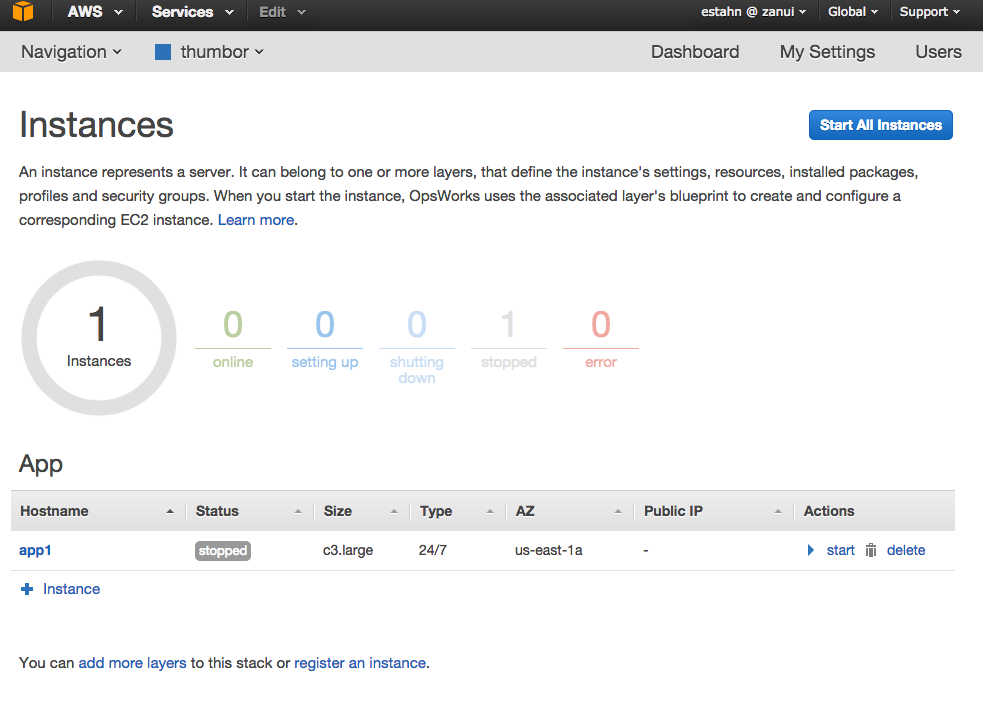 AWS Services Edit estahn @ zanui Global Support
Navigation thumbor Dashboard My Settings Users
Instances Start All Instances
An instance represents a server. It can belong to one or more layers, that define the instance's settings, resources, installed packages,
profiles and security groups. When you start the instance, OpsWorks uses the associated layer's blueprint to create and configure a
corresponding EC2 instance. Learn more.
1 0 0 0 1 0
Instances online setting up shutting down stopped error
App
Hostname Status Size Type AZ Public IP Actions
app1 stopped c3.large 24/7 us-east-1a - start delete
Instance
You can add more layers to this stack or register an instance.